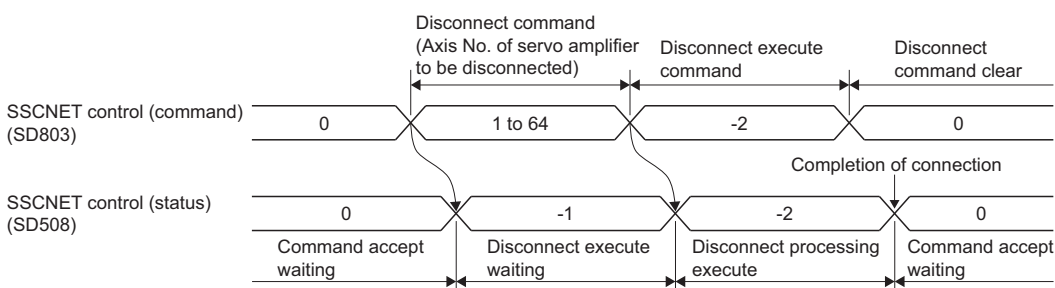 Disconnect command
(Axis No. of servo amplifier
to be disconnected)
Disconnect execute
command
Disconnect
command clear
SSCNET control (command)
(SD803)
0
1 to 64
-2
0
Completion of connection
SSCNET control (status)
(SD508)
0
-1
-2
0
Command accept
waiting
Disconnect execute
waiting
Disconnect processing
execute
Command accept
waiting